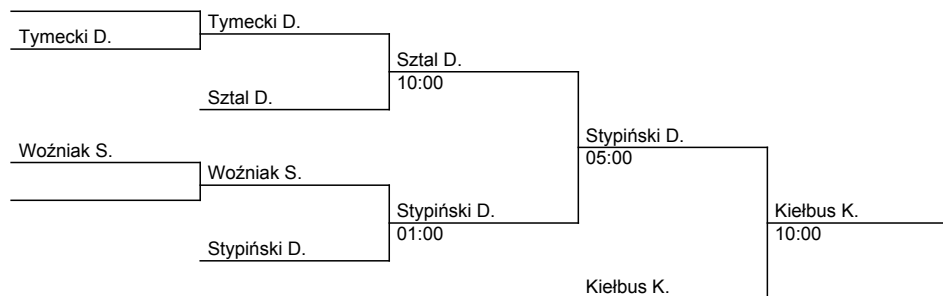 Tymecki D.
Tymecki D.
Sztal D.
10:00
Sztal D.
Stypiński D.
05:00
Woźniak S.
Woźniak S.
Stypiński D.
01:00
Kiełbus K.
10:00
Stypiński D.
Kiełbus K.